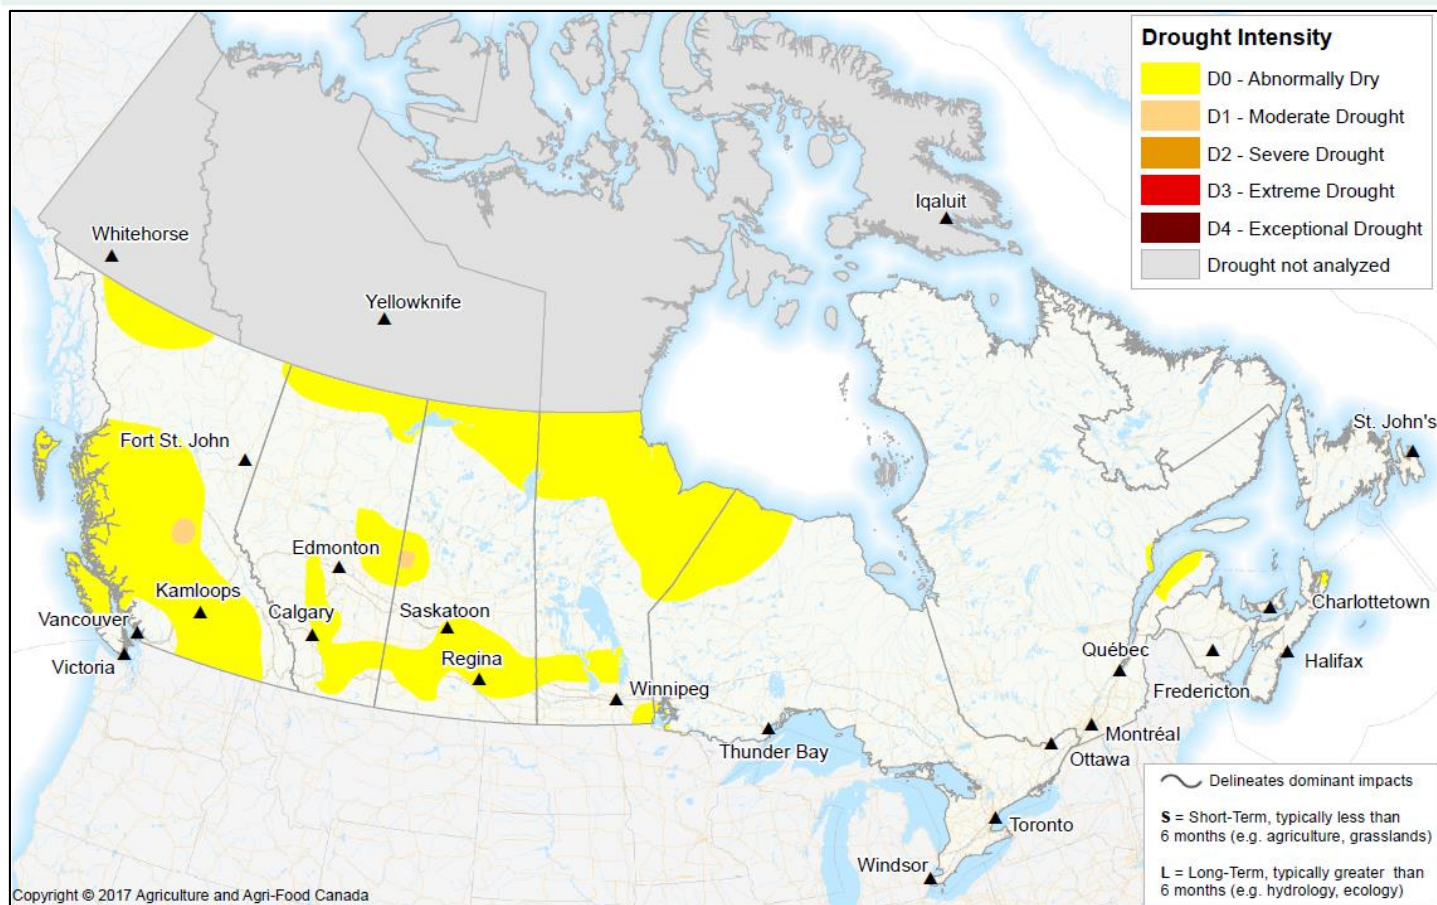 Drought Intensity
D0 - Abnormally Dry
D1 - Moderate Drought
D2 - Severe Drought
D3 - Extreme Drought
D4 - Exceptional Drought
Drought not analyzed
Iqaluit
Whitehorse
Yellowknife
Fort St. John
St. John's
Edmonton
Kamloops
Calgary
Saskatoon
Vancouver
Charlottetown
Victoria
Regina
Québec
Halifax
Winnipeg
Fredericton
Thunder Bay
Montréal
Ottawa
Toronto
Windsor
Delineates dominant impacts
S = Short-Term, typically less than
6 months (e.g. agriculture, grasslands)
L = Long-Term, typically greater than
6 months (e.g. hydrology, ecology)
Copyright © 2017 Agriculture and Agri-Food Canada